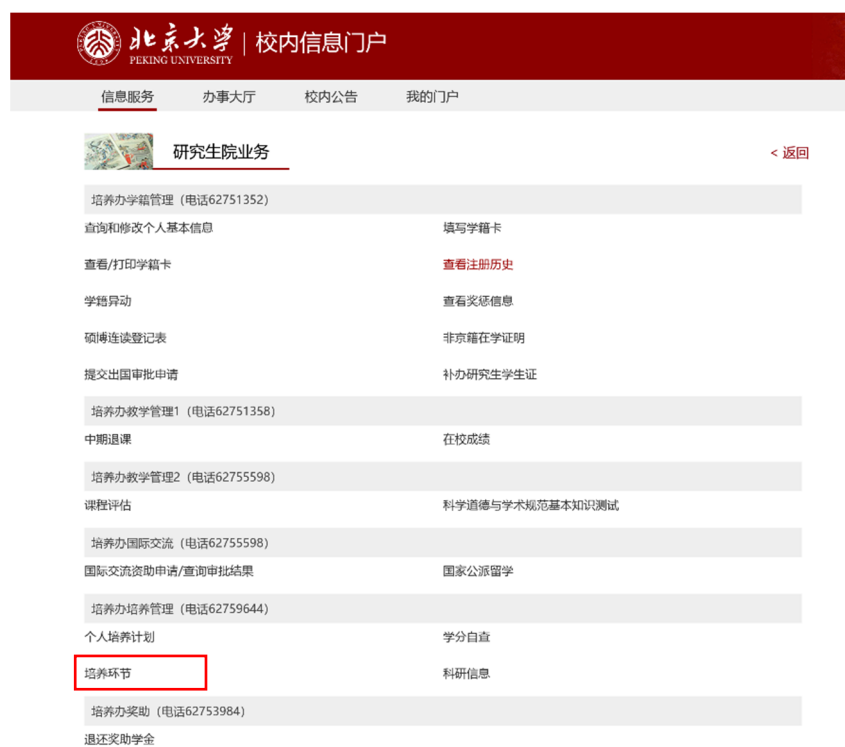 北京大学 校内信息门户
PEKING UNIVERSITY
信息服务 办事大厅 校内公告 我的门户
研究生院业务 < 返回
培养办学籍管理（电话62751352）
查询和修改个人基本信息 填写学籍卡
查看/打印学籍卡 查看注册历史
学籍异动 查看奖惩信息
硕博连读登记表 非京籍在学证明
提交出国审批申请 补办研究生学生证
培养办教学管理1（电话62751358）
中期退课 在校成绩
培养办教学管理2（电话62755598）
课程评估 科学道德与学术规范基本知识测试
培养办国际交流（电话62755598）
国际交流资助申请/查询审批结果 国家公派留学
培养办培养管理（电话62759644）
个人培养计划 学分自查
培养环节 科研信息
培养办奖助（电话62753984）
退还奖助学金